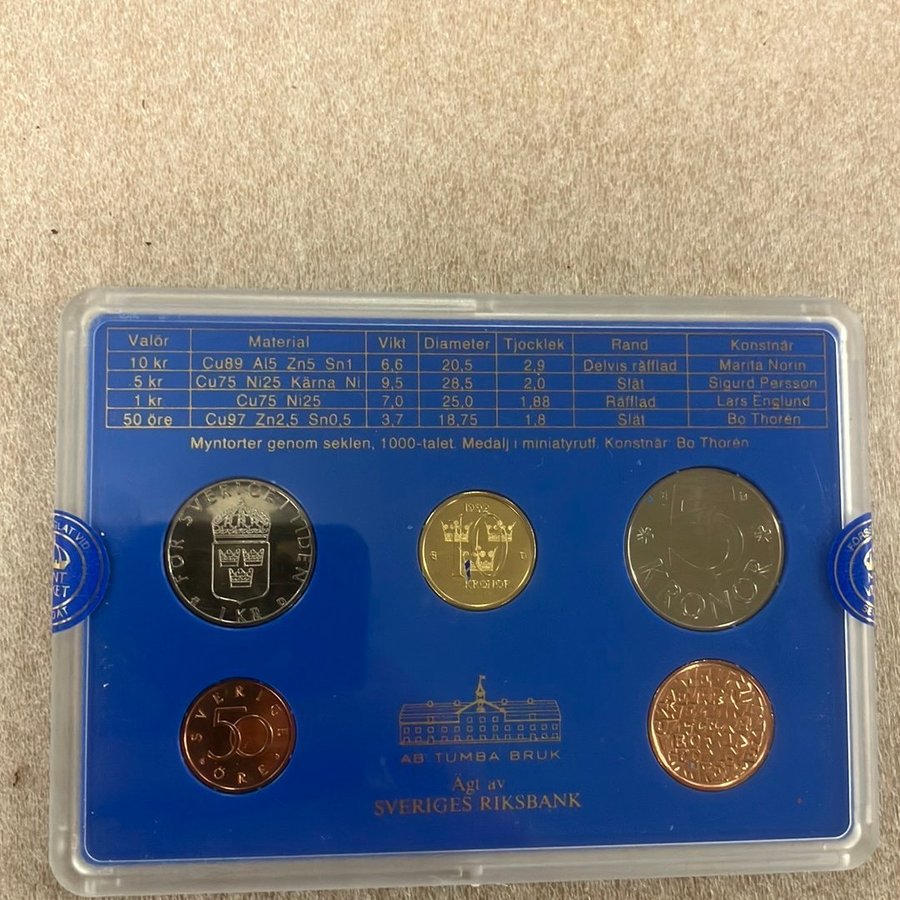 Valör Material Vikt Diameter Tjocklek Rand Konstnär
10 kr Cu89 Al5 Zn5 Sn1 6,6 20,5 2,9 Delvis räfflad Marita Norin
5 kr Cu75 Ni25 Kärna Ni 9,5 28,5 2,0 Slät Sigurd Persson
1 kr Cu75 Ni25 7,0 25,0 1,88 Räfflad Lars Englund
50 öre Cu97 Zn2,5 Sn0,5 3,7 18,75 1,8 Slät Bo Thorén
Myntorter genom seklen, 1000-talet. Medalj i miniatyrutf. Konstnär: Bo Thorén
FÖR SVERIGE I TIDEN
1 KR D
10
KRONOR
B D
5
KRONOR
D
SVERIGE
50
ÖRE
AB TUMBA BRUK
Ägt av
SVERIGES RIKSBANK